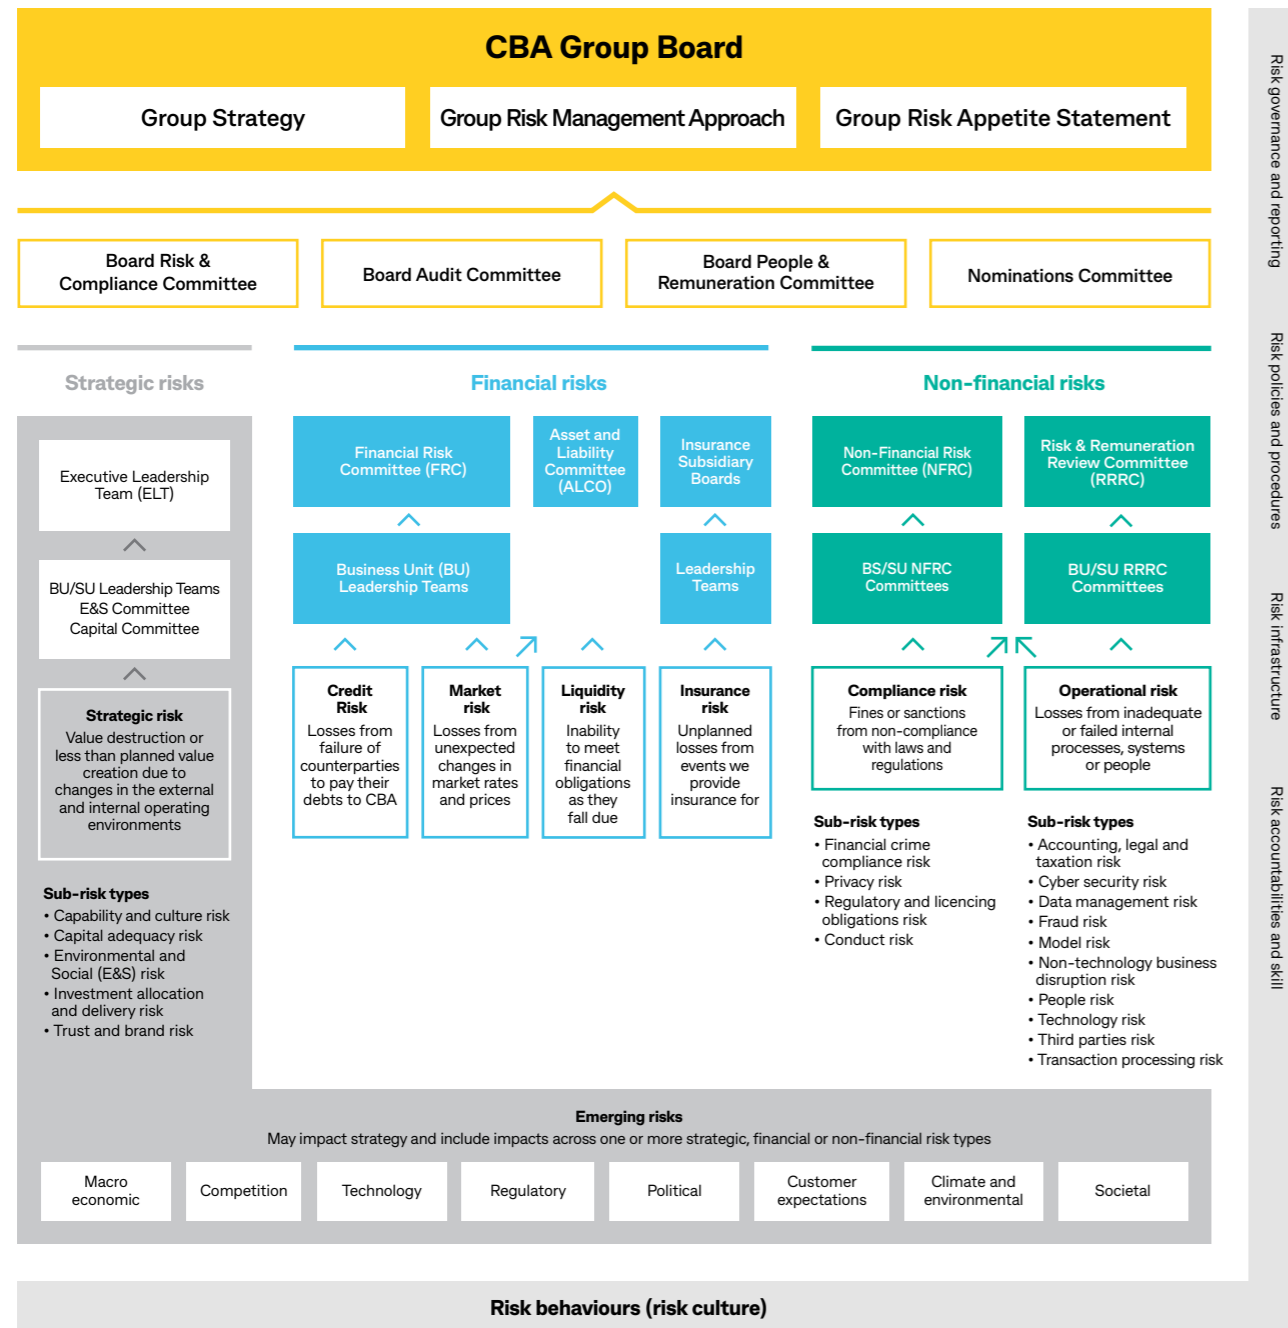 CBA Group Board
Group Strategy
Group Risk Management Approach
Group Risk Appetite Statement
Board Risk &
Compliance Committee
Board Audit Committee
Board People &
Remuneration Committee
Nominations Committee
Strategic risks
Executive Leadership
Team (ELT)
BU/SU Leadership Teams
E&S Committee
Capital Committee
Strategic risk
Value destruction or
less than planned value
creation due to
changes in the external
and internal operating
environments
Sub-risk types
• Capability and culture risk
• Capital adequacy risk
• Environmental and
Social (E&S) risk
• Investment allocation
and delivery risk
• Trust and brand risk
Financial risks
Financial Risk
Committee (FRC)
Asset and
Liability
Committee
(ALCO)
Insurance
Subsidiary
Boards
Business Unit (BU)
Leadership Teams
Leadership
Teams
Credit
Risk
Losses from
failure of
counterparties
to pay their
debts to CBA
Market
risk
Losses from
unexpected
changes in
market rates
and prices
Liquidity
risk
Inability
to meet
financial
obligations
as they
fall due
Insurance
risk
Unplanned
losses from
events we
provide
insurance for
Non-financial risks
Non-Financial Risk
Committee (NFRC)
Risk & Remuneration
Review Committee
(RRRC)
BS/SU NFRC
Committees
BU/SU RRRC
Committees
Compliance risk
Fines or sanctions
from non-compliance
with laws and
regulations
Operational risk
Losses from inadequate
or failed internal
processes, systems
or people
Sub-risk types
• Financial crime
compliance risk
• Privacy risk
• Regulatory and licencing
obligations risk
• Conduct risk
Sub-risk types
• Accounting, legal and
taxation risk
• Cyber security risk
• Data management risk
• Fraud risk
• Model risk
• Non-technology business
disruption risk
• People risk
• Technology risk
• Third parties risk
• Transaction processing risk
Emerging risks
May impact strategy and include impacts across one or more strategic, financial or non-financial risk types
Macro
economic
Competition
Technology
Regulatory
Political
Customer
expectations
Climate and
environmental
Societal
Risk governance and reporting
Risk policies and procedures
Risk infrastructure
Risk accountabilities and skill
Risk behaviours (risk culture)